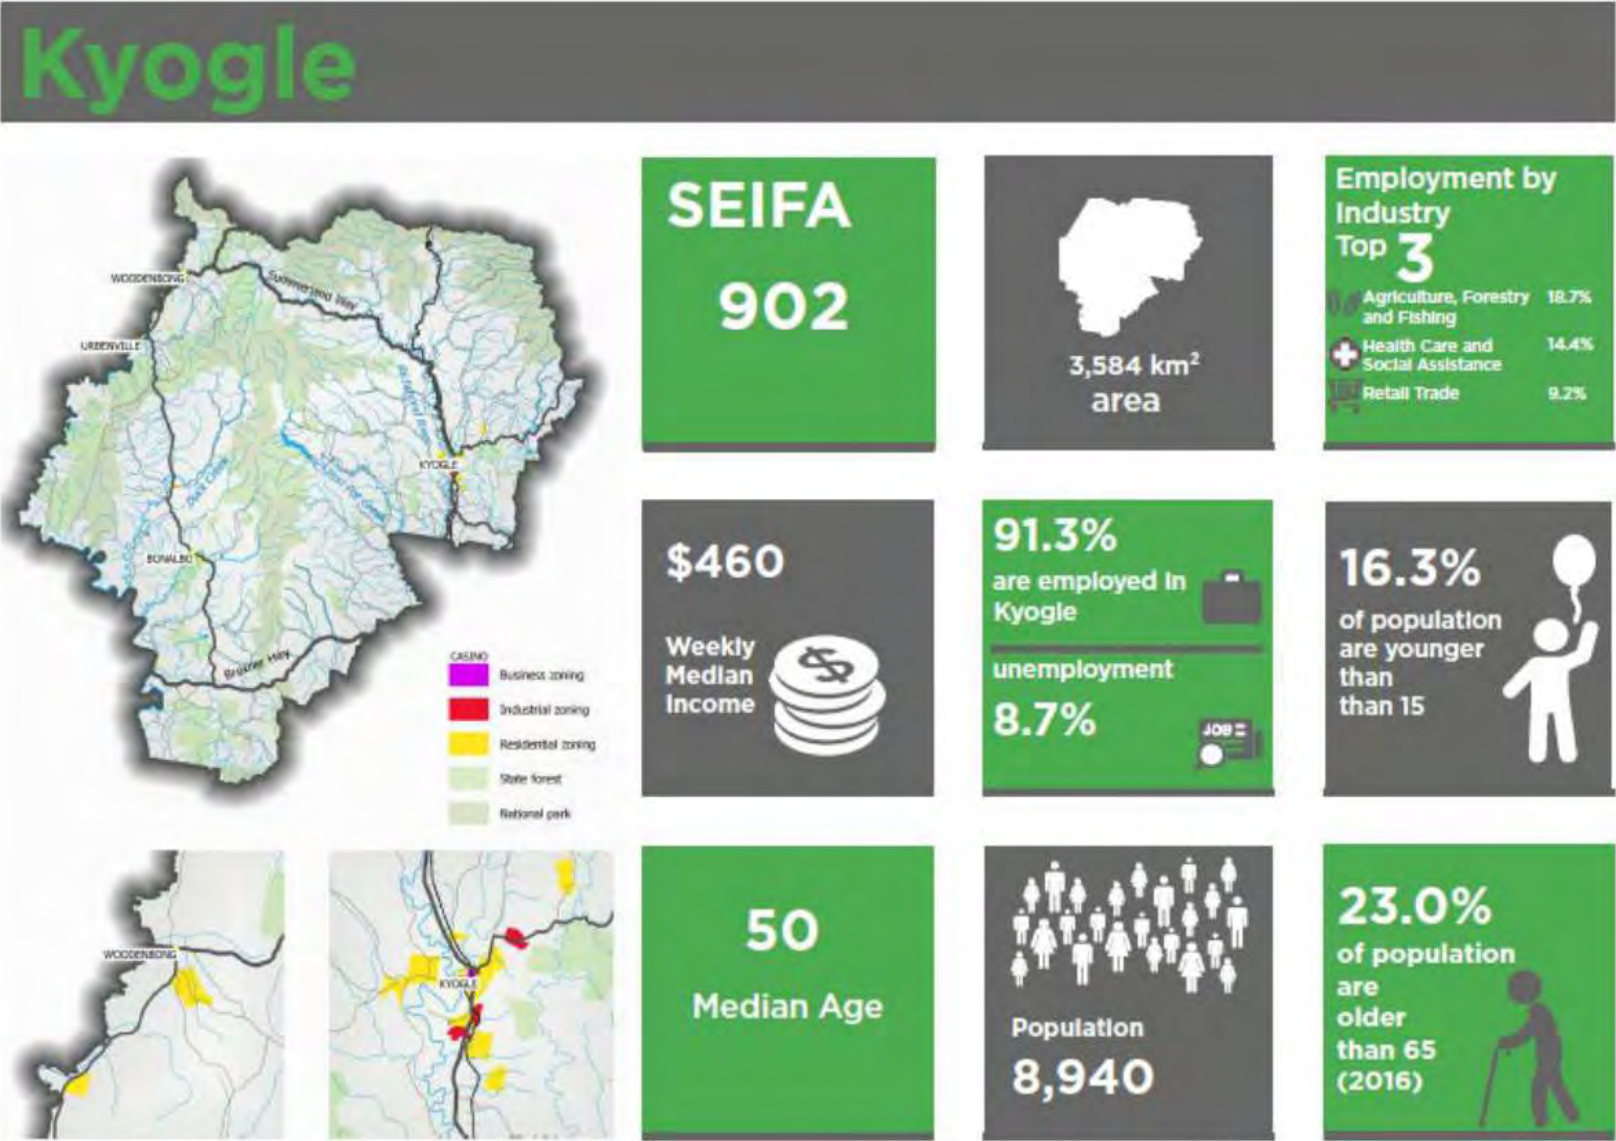 Kyogle
WOODENBONG
Summerland Way
URBENVILLE
KYOGLE
Duck Creek
BONALBO
Bruxner Hwy
CASINO
Business zoning
Industrial zoning
Residential zoning
State forest
National park
WOODENBONG
KYOGLE
SEIFA
902
3,584 km²
area
Employment by
Industry
Top 3
Agriculture, Forestry 18.7%
and Fishing
Health Care and 14.4%
Social Assistance
Retail Trade 9.2%
$460
Weekly
Median
Income
91.3%
are employed in
Kyogle
unemployment
8.7%
JOB
16.3%
of population
are younger
than
than 15
50
Median Age
Population
8,940
23.0%
of population
are
older
than 65
(2016)